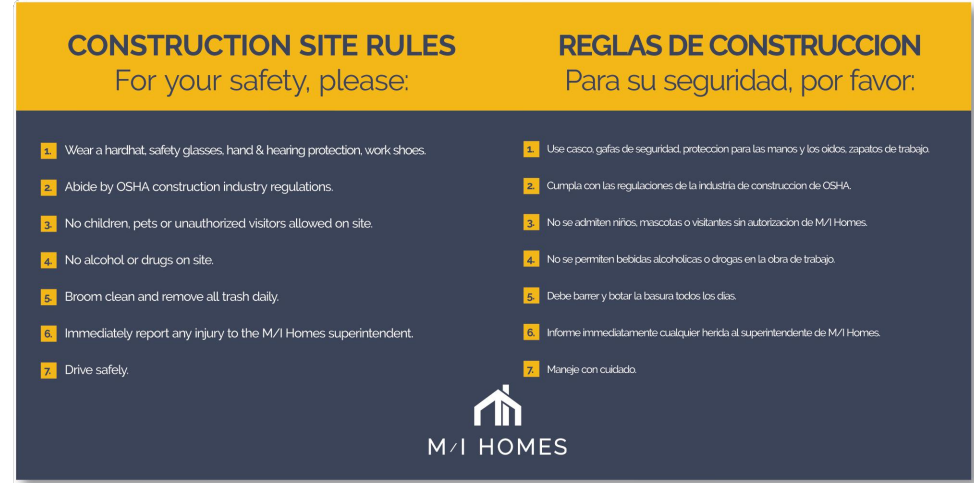 CONSTRUCTION SITE RULES
For your safety, please:
1. Wear a hardhat, safety glasses, hand & hearing protection, work shoes.
2. Abide by OSHA construction industry regulations.
3. No children, pets or unauthorized visitors allowed on site.
4. No alcohol or drugs on site.
5. Broom clean and remove all trash daily.
6. Immediately report any injury to the M/I Homes superintendent.
7. Drive safely.
REGLAS DE CONSTRUCCION
Para su seguridad, por favor:
1. Use casco, gafas de seguridad, proteccion para las manos y los oidos, zapatos de trabajo.
2. Cumpla con las regulaciones de la industria de construccion de OSHA.
3. No se admiten niños, mascotas o visitantes sin autorizacion de M/I Homes.
4. No se permiten bebidas alcoholicas o drogas en la obra de trabajo.
5. Debe barrer y botar la basura todos los dias.
6. Informe immediatamente cualquier herida al superintendente de M/I Homes.
7. Maneje con cuidado.
M/I HOMES